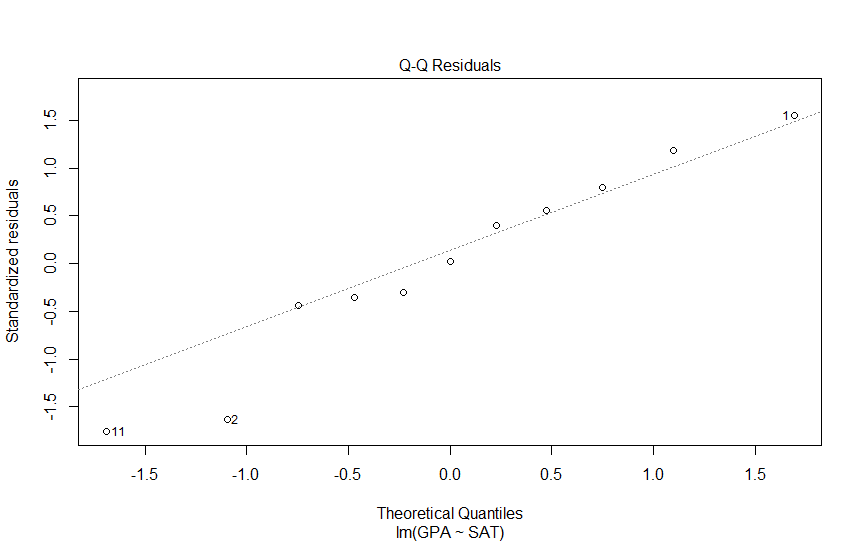 Q-Q Residuals
Standardized residuals
1.5
1.0
0.5
0.0
-0.5
-1.0
-1.5
1
2
11
-1.5 -1.0 -0.5 0.0 0.5 1.0 1.5
Theoretical Quantiles
lm(GPA ~ SAT)